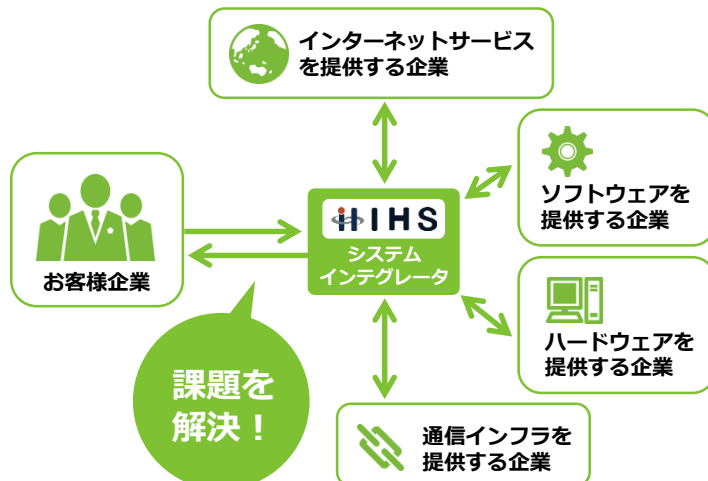 インターネットサービス
を提供する企業
ソフトウェアを
提供する企業
お客様企業
IHS
システム
インテグレータ
ハードウェアを
提供する企業
課題を
解決！
通信インフラを
提供する企業